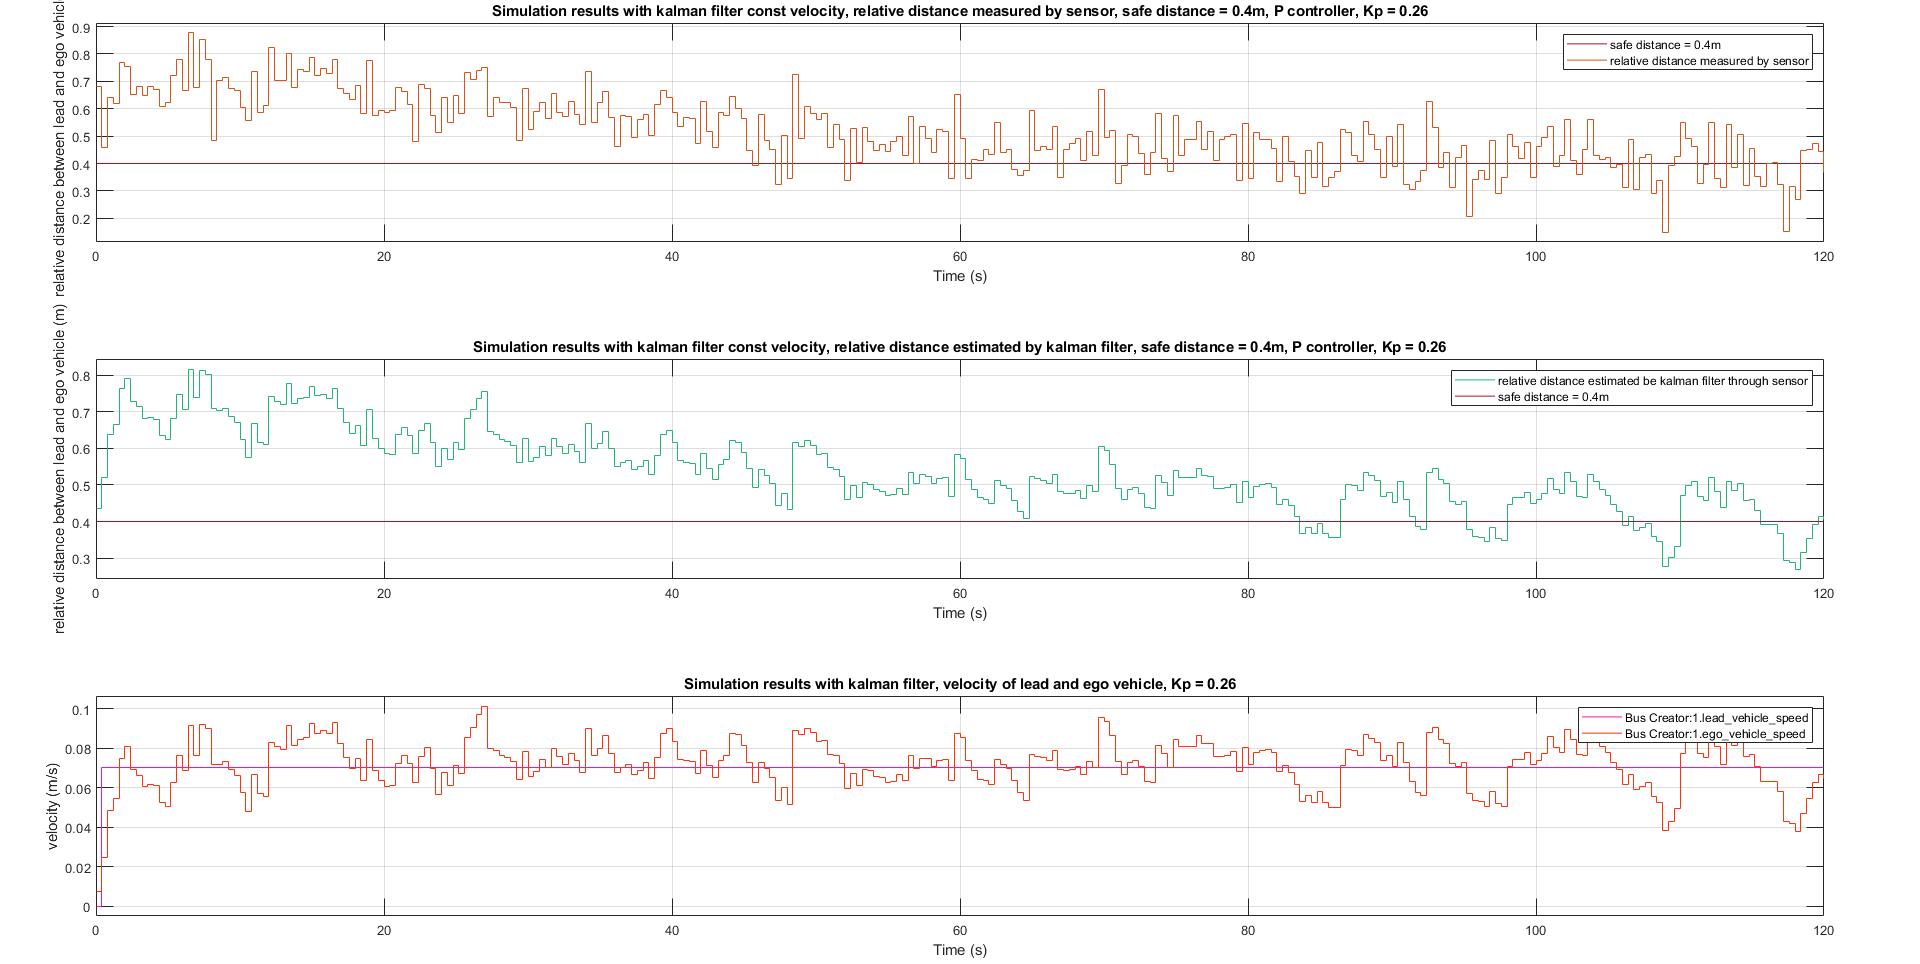 Simulation results with kalman filter const velocity, relative distance measured by sensor, safe distance = 0.4m, P controller, Kp = 0.26
relative distance between lead and ego vehicl
0.9
0.8
0.7
0.6
0.5
0.4
0.3
0.2
safe distance = 0.4m
relative distance measured by sensor
0 20 40 60 80 100 120
Time (s)
Simulation results with kalman filter const velocity, relative distance estimated by kalman filter, safe distance = 0.4m, P controller, Kp = 0.26
relative distance between lead and ego vehicle (m)
0.8
0.7
0.6
0.5
0.4
0.3
relative distance estimated be kalman filter through sensor
safe distance = 0.4m
0 20 40 60 80 100 120
Time (s)
Simulation results with kalman filter, velocity of lead and ego vehicle, Kp = 0.26
velocity (m/s)
0.1
0.08
0.06
0.04
0.02
0
Bus Creator:1.lead_vehicle_speed
Bus Creator:1.ego_vehicle_speed
0 20 40 60 80 100 120
Time (s)